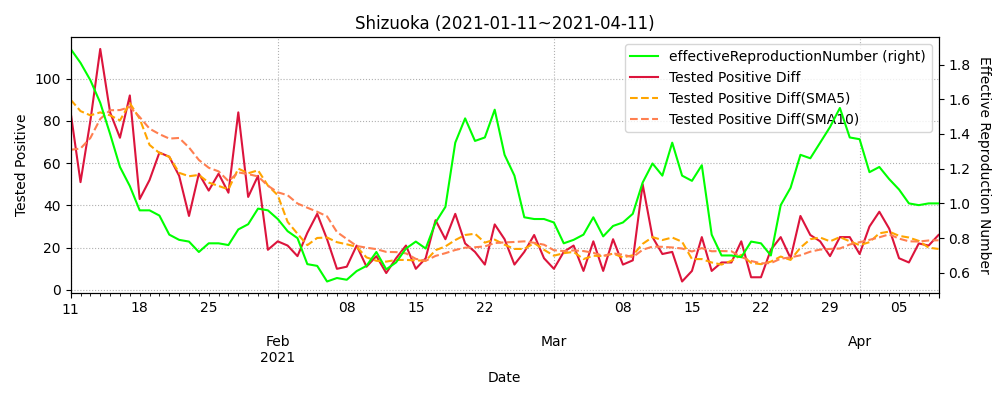 Shizuoka (2021-01-11~2021-04-11)
effectiveReproductionNumber (right)
Tested Positive Diff
Tested Positive Diff(SMA5)
Tested Positive Diff(SMA10)
Tested Positive
100
80
60
40
20
0
Effective Reproduction Number
1.8
1.6
1.4
1.2
1.0
0.8
0.6
11 18 25 08 15 22 08 15 22 29 05
Feb Mar Apr
2021
Date